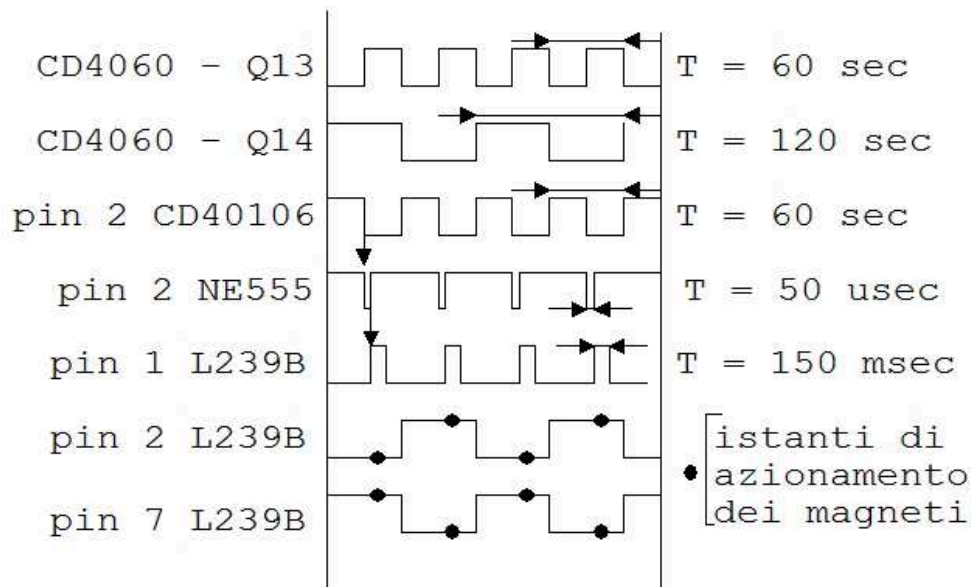 CD4060 - Q13
T = 60 sec
CD4060 - Q14
T = 120 sec
pin 2 CD40106
T = 60 sec
pin 2 NE555
T = 50 usec
pin 1 L239B
T = 150 msec
pin 2 L239B
pin 7 L239B
istanti di
azionamento
dei magneti